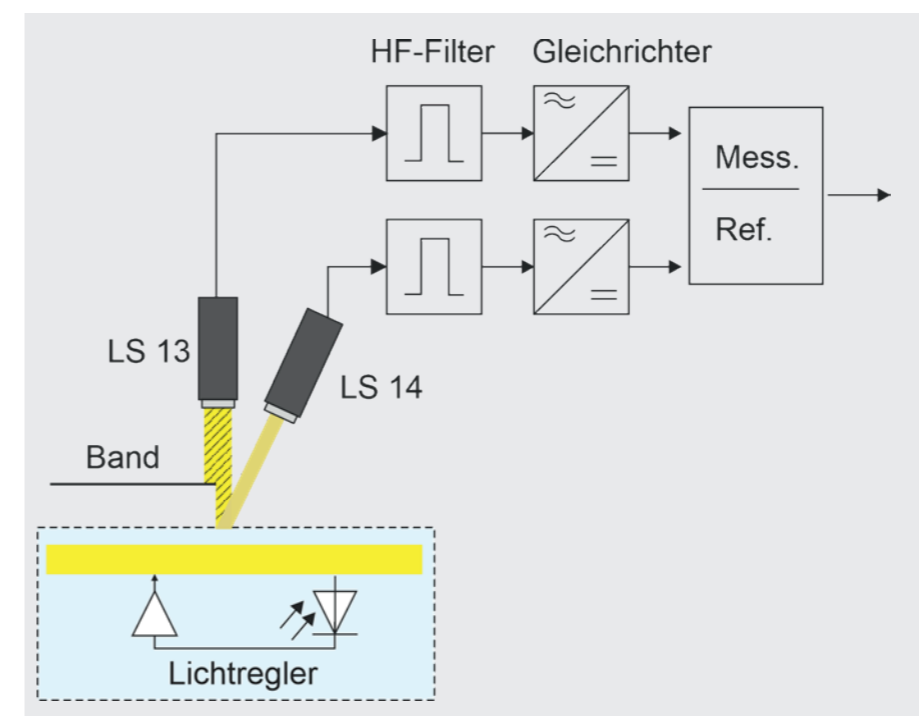 HF-Filter Gleichrichter
Mess.
Ref.
LS 13
LS 14
Band
Lichtregler